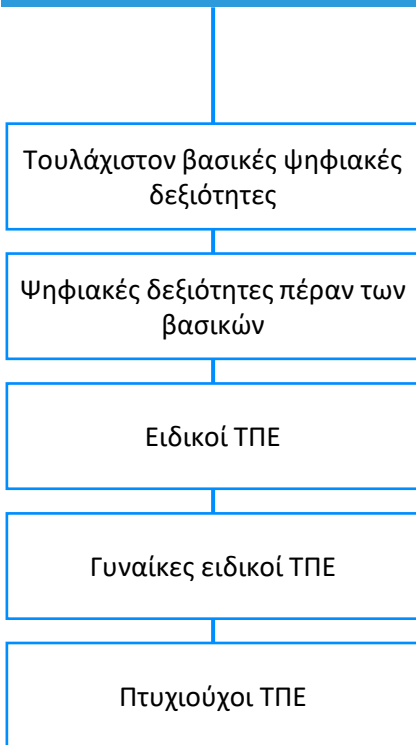 Τουλάχιστον βασικές ψηφιακές
δεξιότητες
Ψηφιακές δεξιότητες πέραν των
βασικών
Ειδικοί ΤΠΕ
Γυναίκες ειδικοί ΤΠΕ
Πτυχιούχοι ΤΠΕ